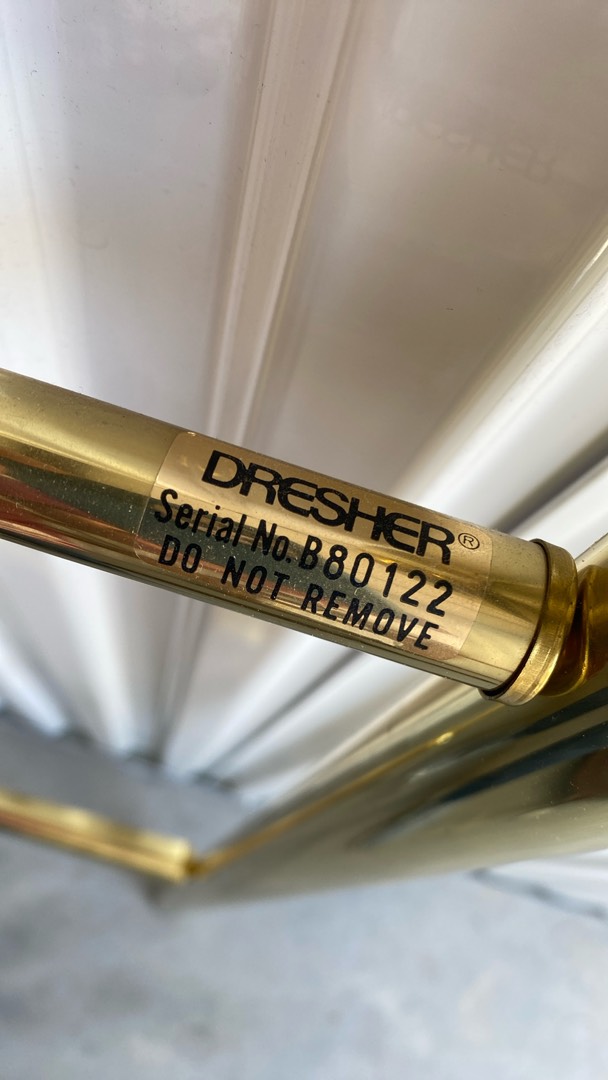 DRESHER®
Serial No. B80122
DO NOT REMOVE